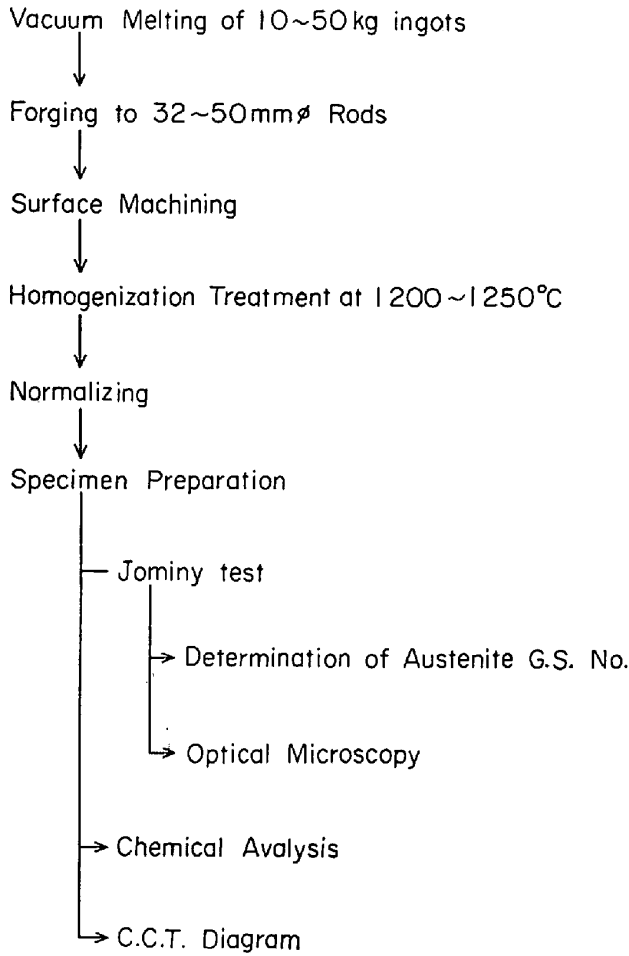 Vacuum Melting of 10~50kg ingots
Forging to 32~50mmø Rods
Surface Machining
Homogenization Treatment at 1200~1250°C
Normalizing
Specimen Preparation
Jominy test
Determination of Austenite G.S. No.
Optical Microscopy
Chemical Avalysis
C.C.T. Diagram